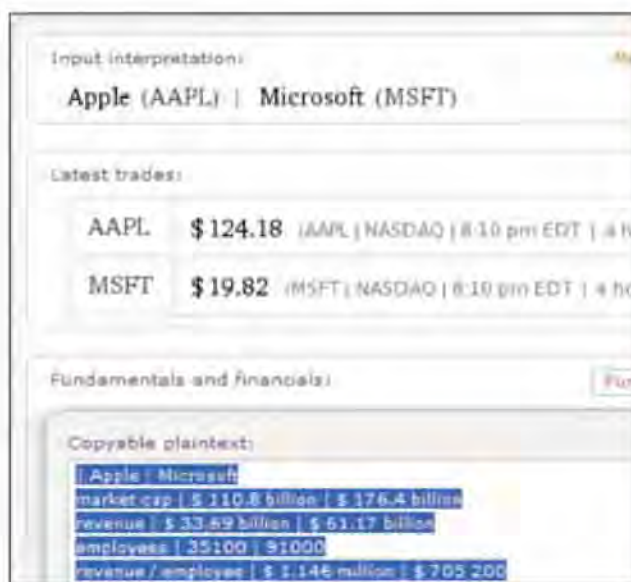 Input interpretation:
Apple (AAPL) | Microsoft (MSFT)
Latest trades:
AAPL $124.18 (AAPL | NASDAQ | 8:10 pm EDT | 4
MSFT $19.82 (MSFT | NASDAQ | 8:10 pm EDT | 4
Fundamentals and financials:
Copyable plaintext:
| Apple | Microsoft
market cap | $ 110.8 billion | $ 176.4 billion
revenue | $ 33.69 billion | $ 61.17 billion
employees | 35100 | 91000
revenue / employee | $ 1.146 million | $ 705 200